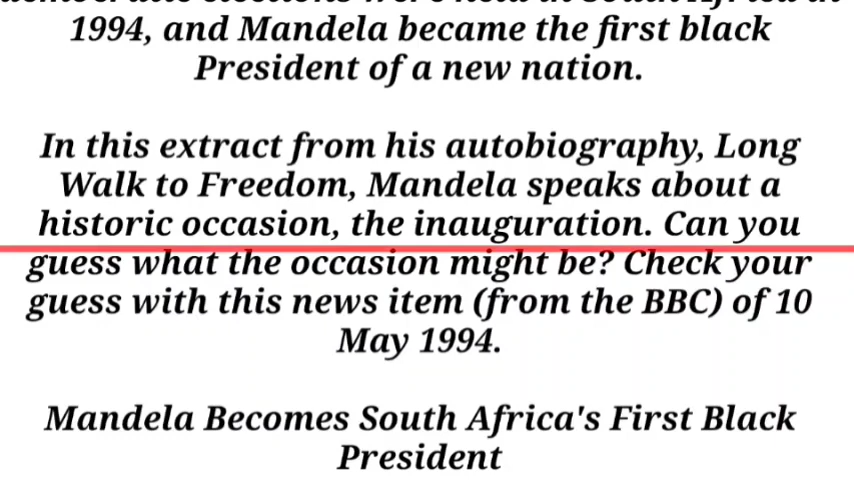 1994, and Mandela became the first black
President of a new nation.
In this extract from his autobiography, Long
Walk to Freedom, Mandela speaks about a
historic occasion, the inauguration. Can you
guess what the occasion might be? Check your
guess with this news item (from the BBC) of 10
May 1994.
Mandela Becomes South Africa's First Black
President